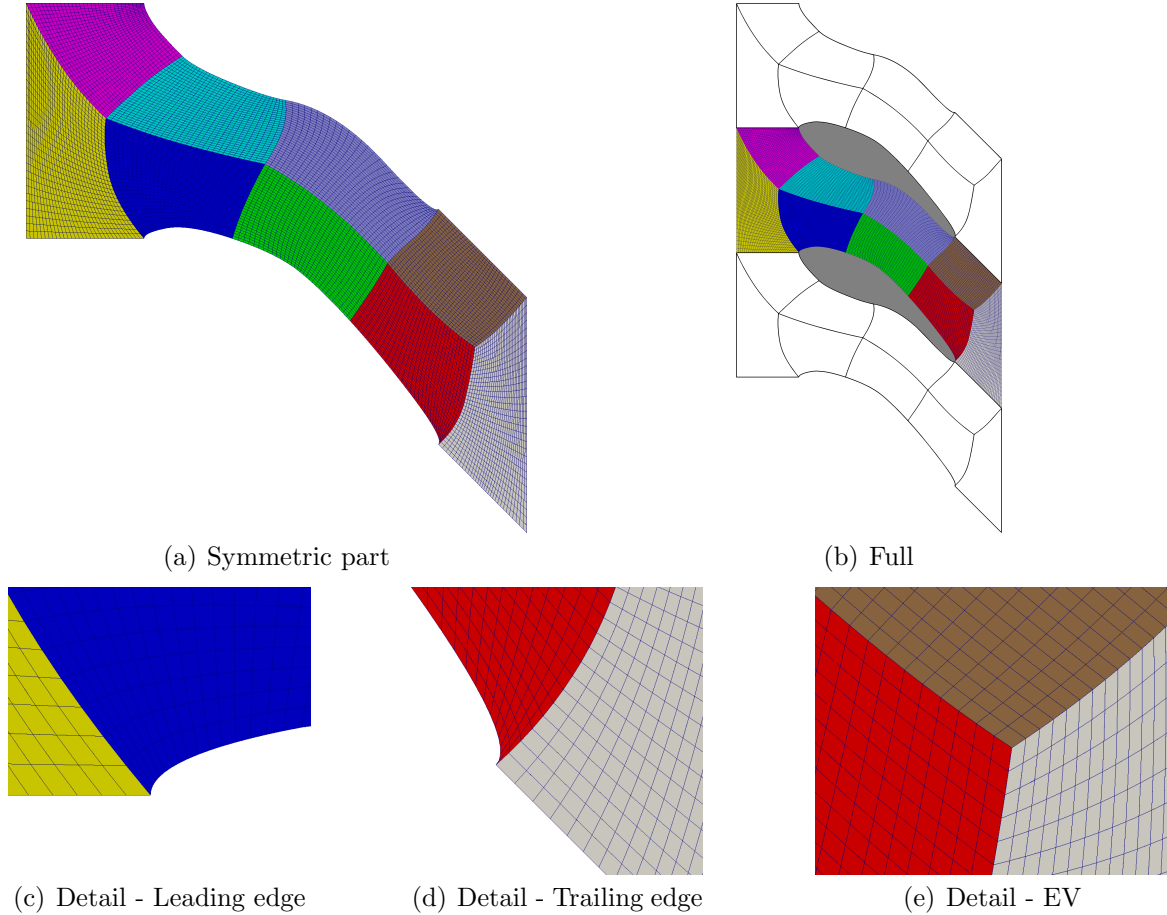 (a) Symmetric part
(b) Full
(c) Detail - Leading edge
(d) Detail - Trailing edge
(e) Detail - EV